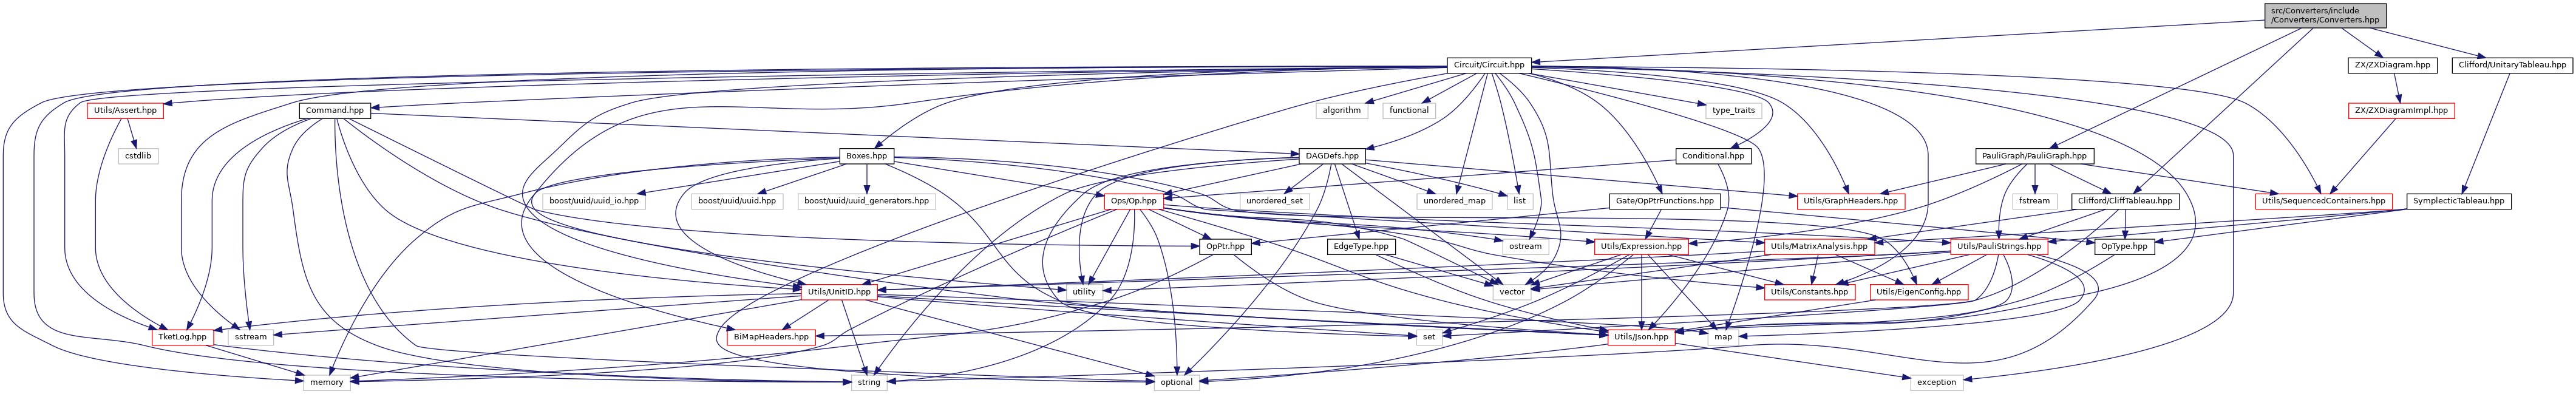 src/Converters/include
/Converters/Converters.hpp
Circuit/Circuit.hpp
ZX/ZXDiagram.hpp
Clifford/UnitaryTableau.hpp
Utils/Assert.hpp
Command.hpp
algorithm
functional
type_traits
ZX/ZXDiagramImpl.hpp
cstdlib
Boxes.hpp
DAGDefs.hpp
Conditional.hpp
PauliGraph/PauliGraph.hpp
boost/uuid/uuid_io.hpp
boost/uuid/uuid.hpp
boost/uuid/uuid_generators.hpp
Ops/Op.hpp
unordered_set
unordered_map
list
Gate/OpPtrFunctions.hpp
Utils/GraphHeaders.hpp
fstream
Clifford/CliffTableau.hpp
Utils/SequencedContainers.hpp
SymplecticTableau.hpp
OpPtr.hpp
EdgeType.hpp
ostream
Utils/Expression.hpp
Utils/MatrixAnalysis.hpp
Utils/PauliStrings.hpp
OpType.hpp
Utils/UnitID.hpp
utility
vector
Utils/Constants.hpp
Utils/EigenConfig.hpp
TketLog.hpp
sstream
BiMapHeaders.hpp
set
Utils/Json.hpp
map
memory
string
optional
exception